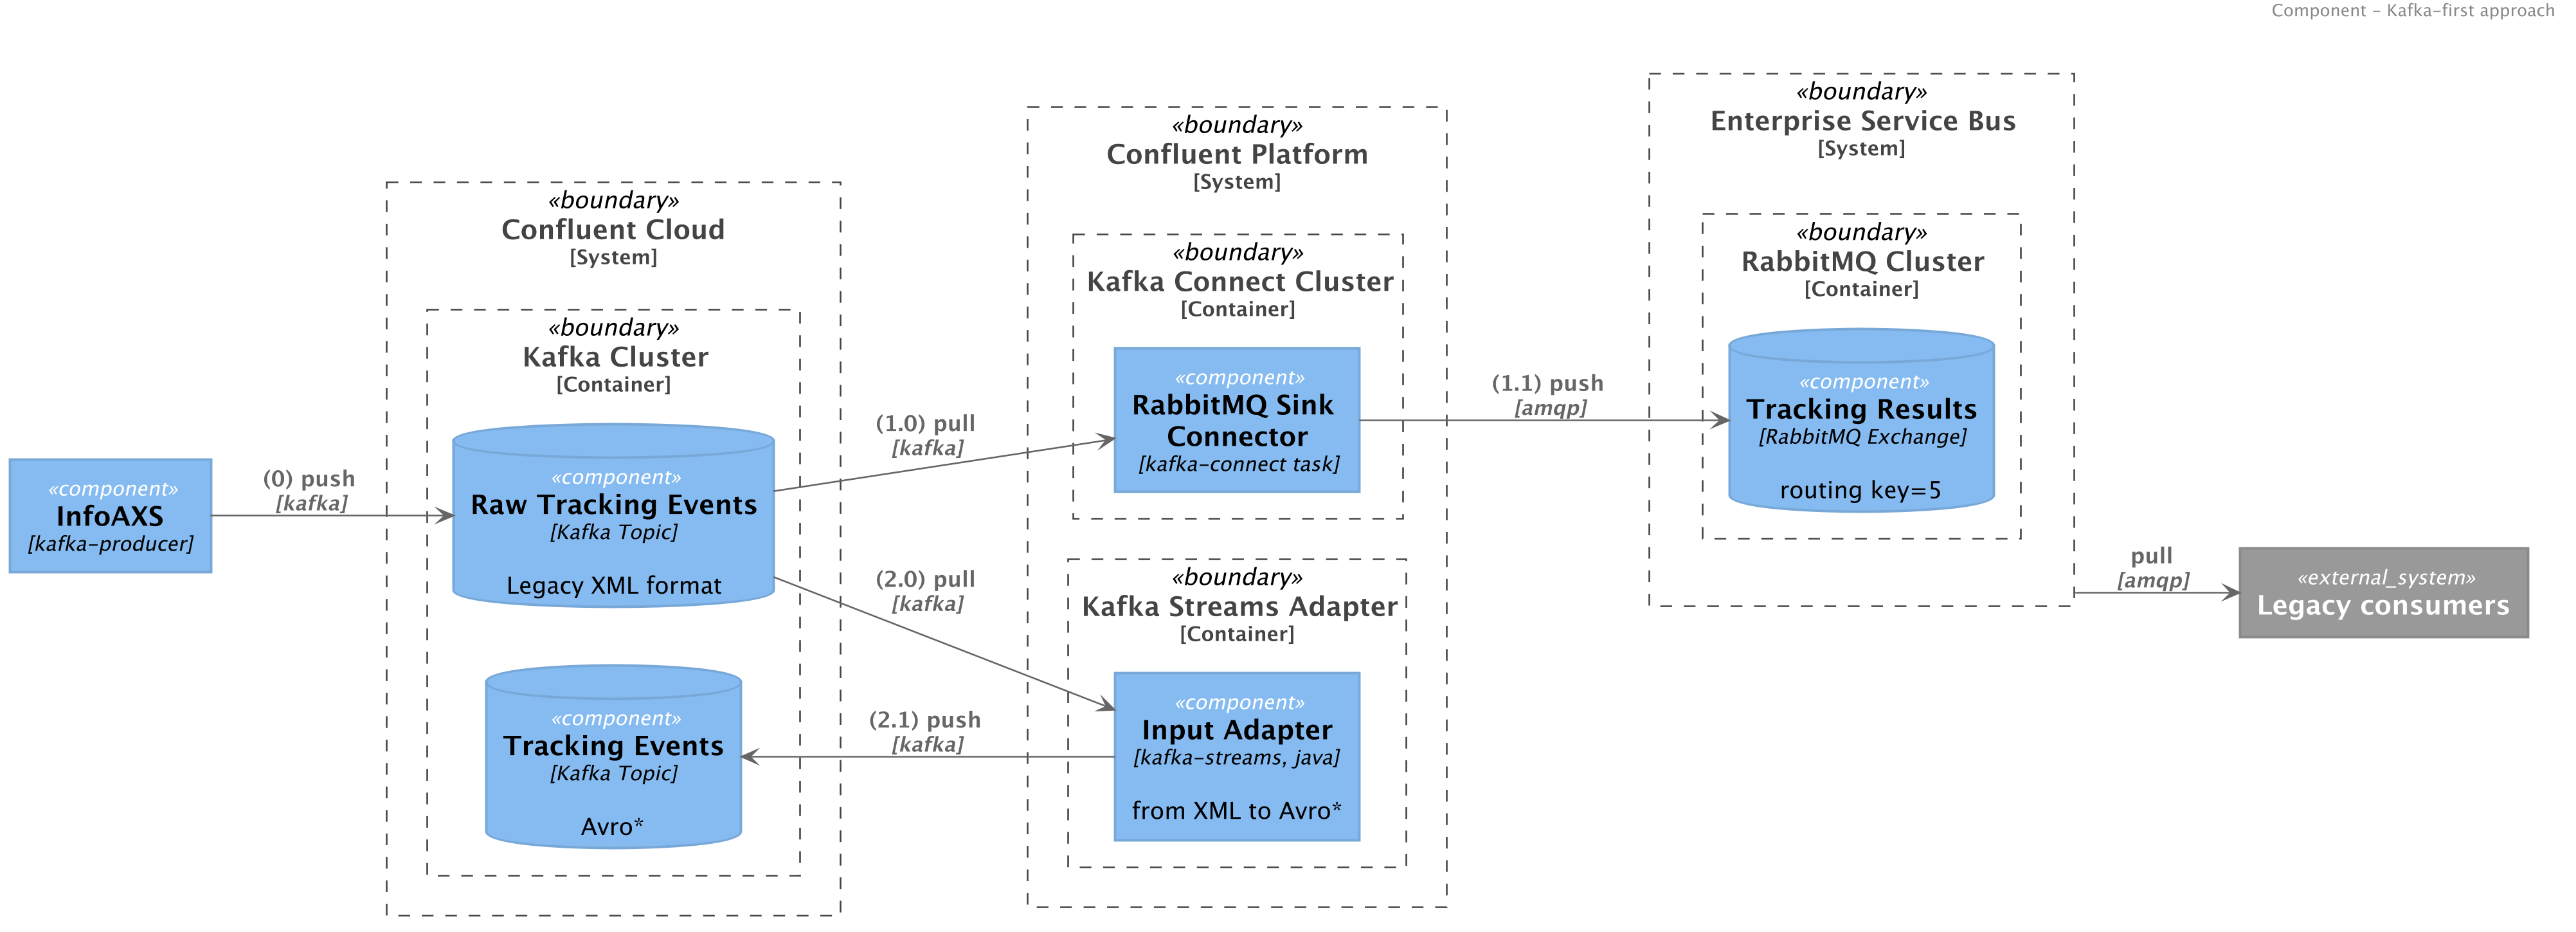 Component – Kafka-first approach
«component»
InfoAXS
[kafka-producer]
(0) push
[kafka]
«boundary»
Confluent Cloud
[System]
«boundary»
Kafka Cluster
[Container]
«component»
Raw Tracking Events
[Kafka Topic]
Legacy XML format
«component»
Tracking Events
[Kafka Topic]
Avro*
(1.0) pull
[kafka]
(2.0) pull
[kafka]
(2.1) push
[kafka]
«boundary»
Confluent Platform
[System]
«boundary»
Kafka Connect Cluster
[Container]
«component»
RabbitMQ Sink
Connector
[kafka-connect task]
«boundary»
Kafka Streams Adapter
[Container]
«component»
Input Adapter
[kafka-streams, java]
from XML to Avro*
(1.1) push
[amqp]
«boundary»
Enterprise Service Bus
[System]
«boundary»
RabbitMQ Cluster
[Container]
«component»
Tracking Results
[RabbitMQ Exchange]
routing key=5
pull
[amqp]
«external_system»
Legacy consumers